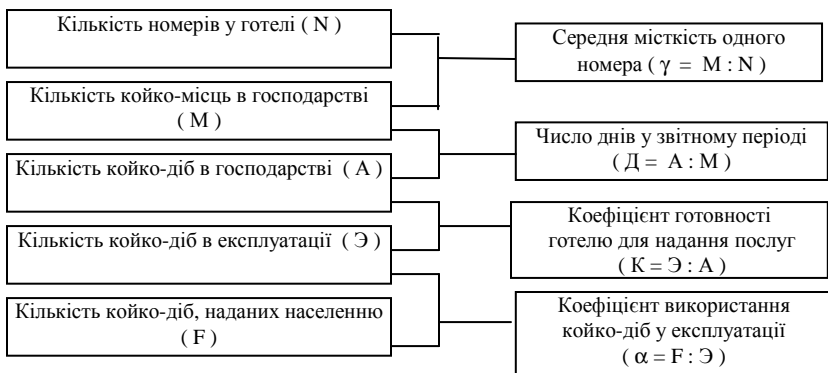 Кількість номерів у готелі ( N )
Кількість койко-місць в господарстві
( М )
Кількість койко-діб в господарстві ( А )
Кількість койко-діб в експлуатації ( Э )
Кількість койко-діб, наданих населенню
( F )
Середня місткість одного
номера ( γ = М : N )
Число днів у звітному періоді
( Д = А : М )
Коефіцієнт готовності
готелю для надання послуг
( К = Э : А )
Коефіцієнт використання
койко-діб у експлуатації
( α = F : Э )